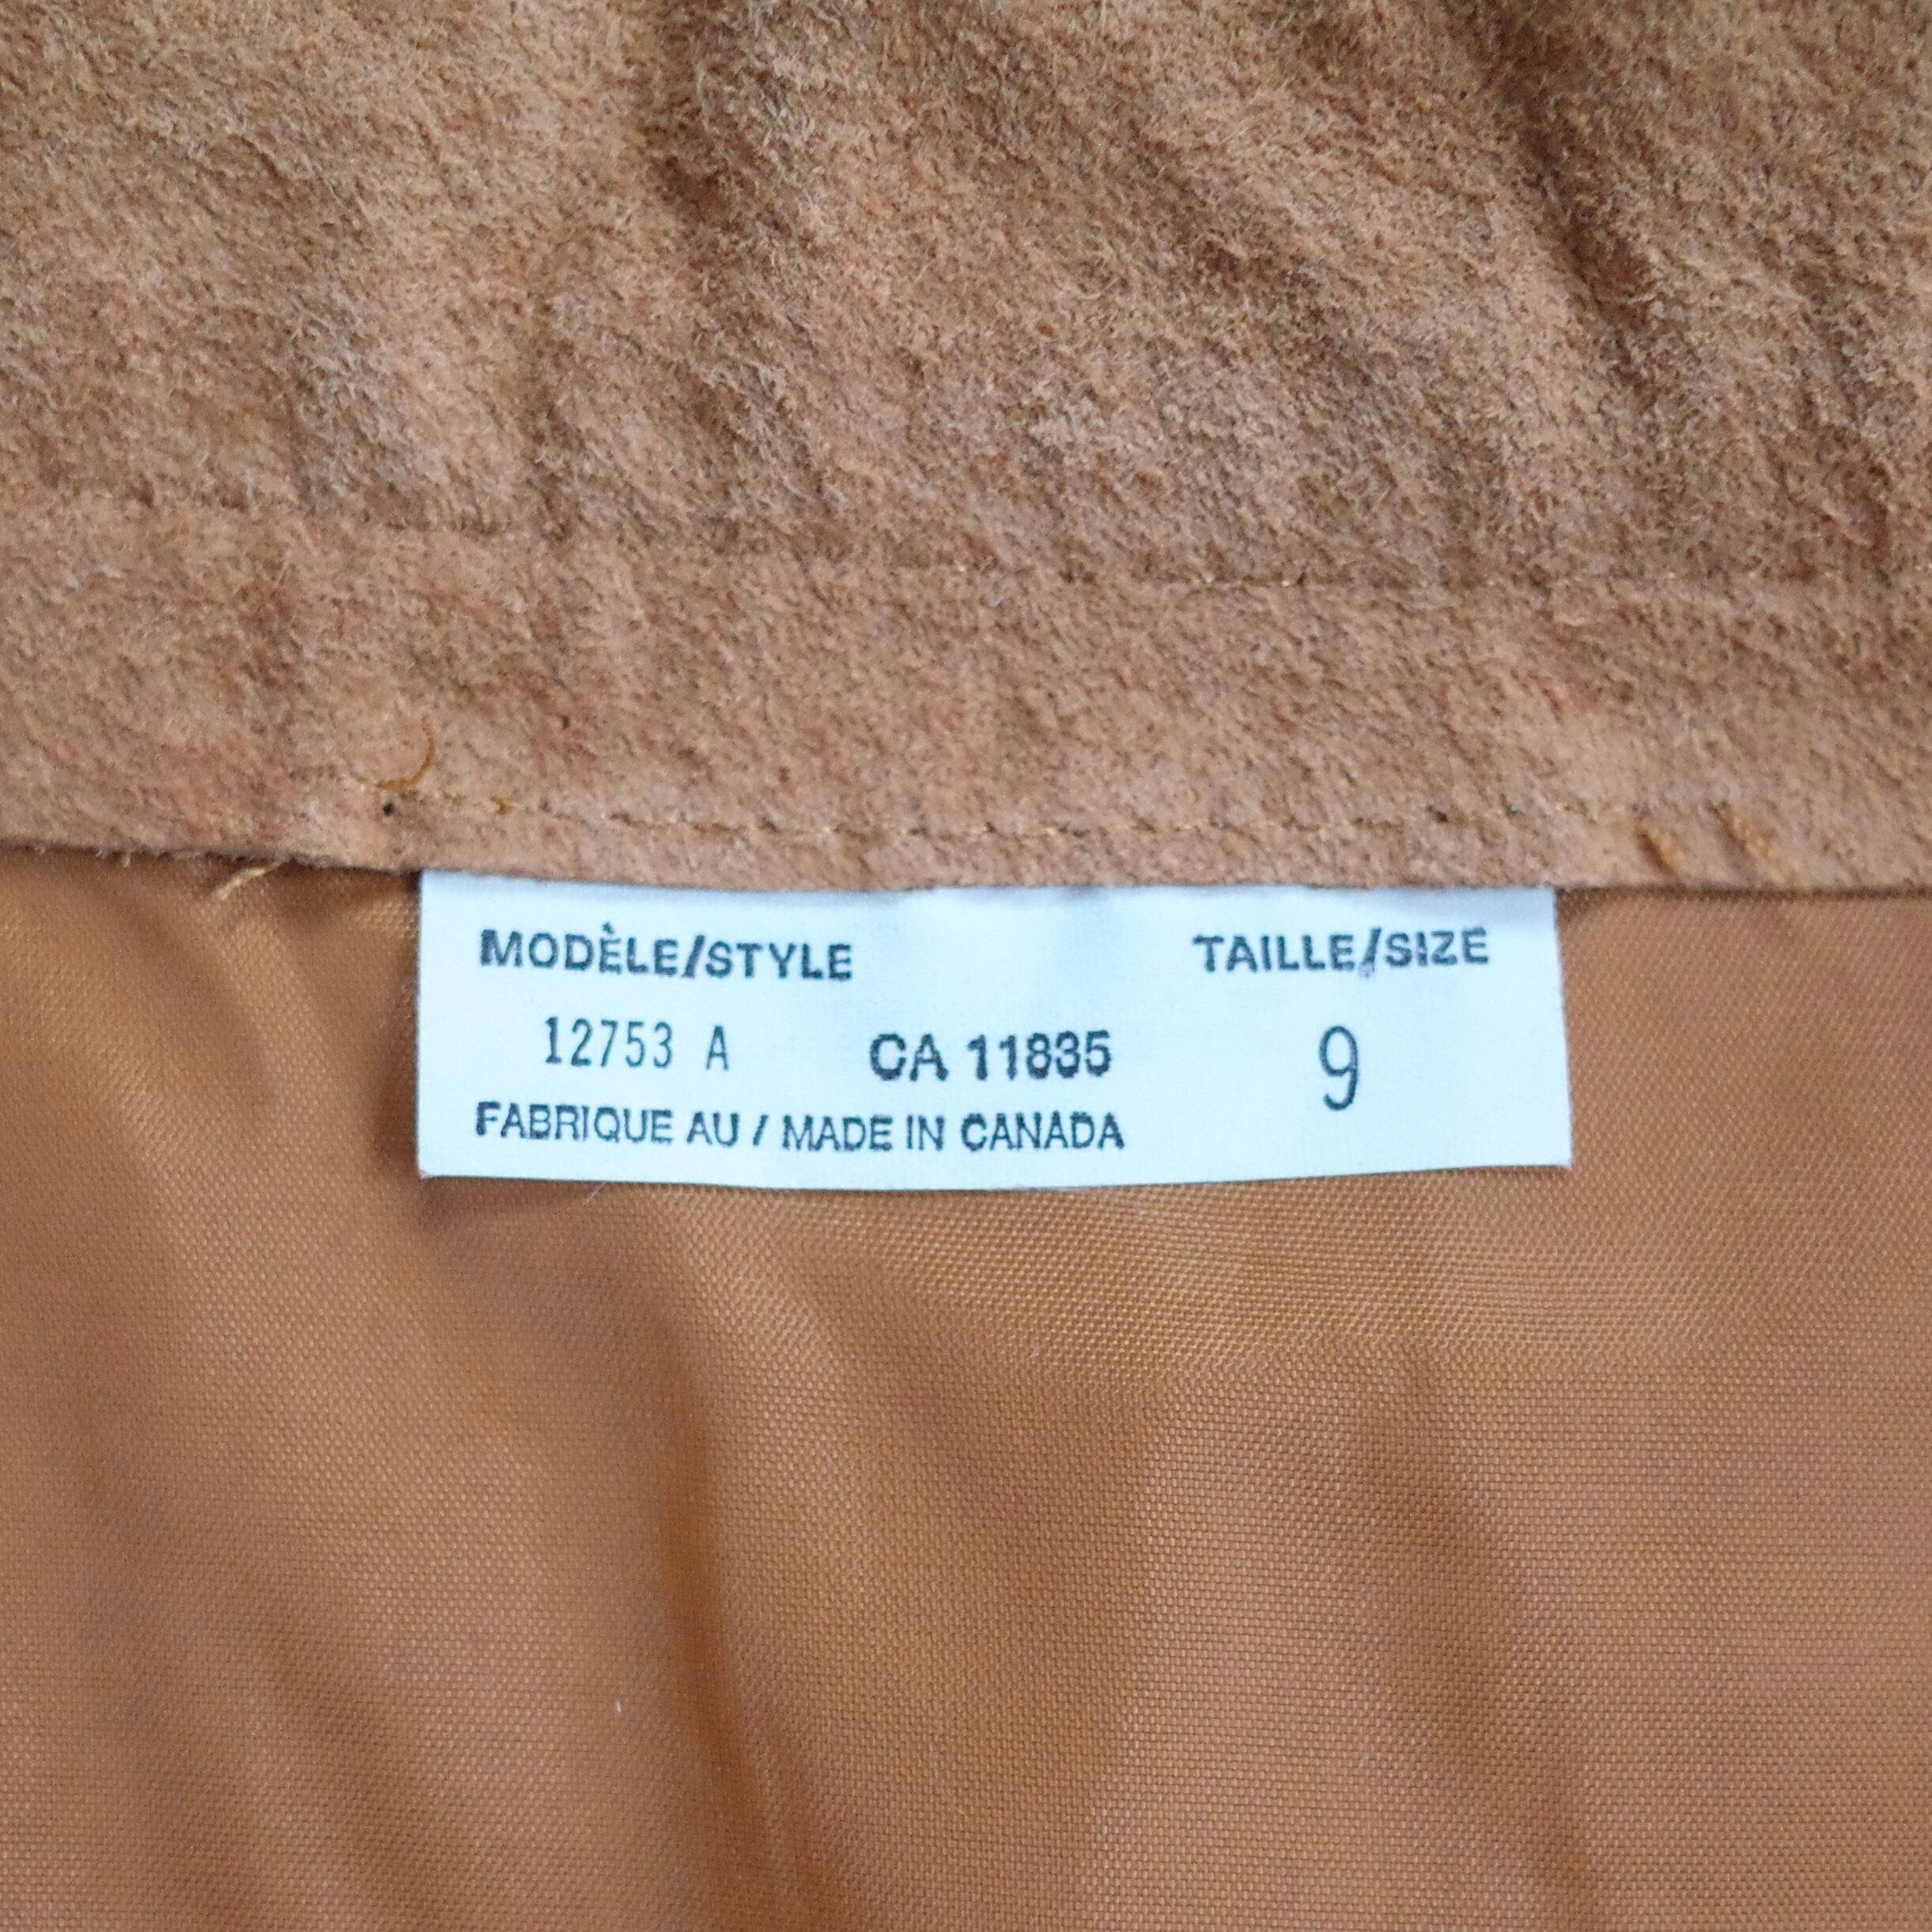 MODÈLE/STYLE TAILLE/SIZE
12753 A CA 11835 9
FABRIQUE AU / MADE IN CANADA